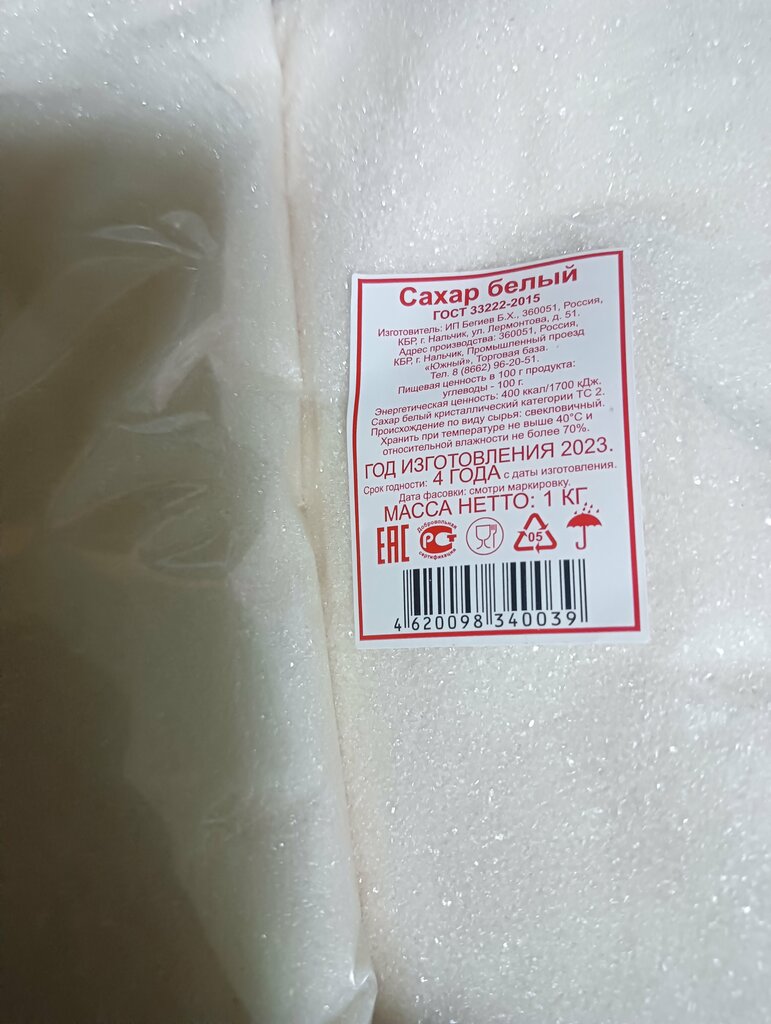 Сахар белый
ГОСТ 33222-2015
Изготовитель: ИП Бегиев Б.Х., 360051, Россия,
КБР, г. Нальчик, ул. Лермонтова, д. 51.
Адрес производства: 360051, Россия,
КБР, г. Нальчик, Промышленный проезд
«Южный», Торговая база.
Тел. 8 (8662) 96-20-51.
Пищевая ценность в 100 г продукта:
углеводы - 100 г.
Энергетическая ценность: 400 ккал/1700 кДж.
Сахар белый кристаллический категории ТС 2.
Происхождение по виду сырья: свекловичный.
Хранить при температуре не выше 40°С и
относительной влажности не более 70%.
ГОД ИЗГОТОВЛЕНИЯ 2023.
Срок годности: 4 ГОДА с даты изготовления.
Дата фасовки: смотри маркировку.
МАССА НЕТТО: 1 КГ.
EAC Добровольная РСТ сертификация 05
4 620098 340039